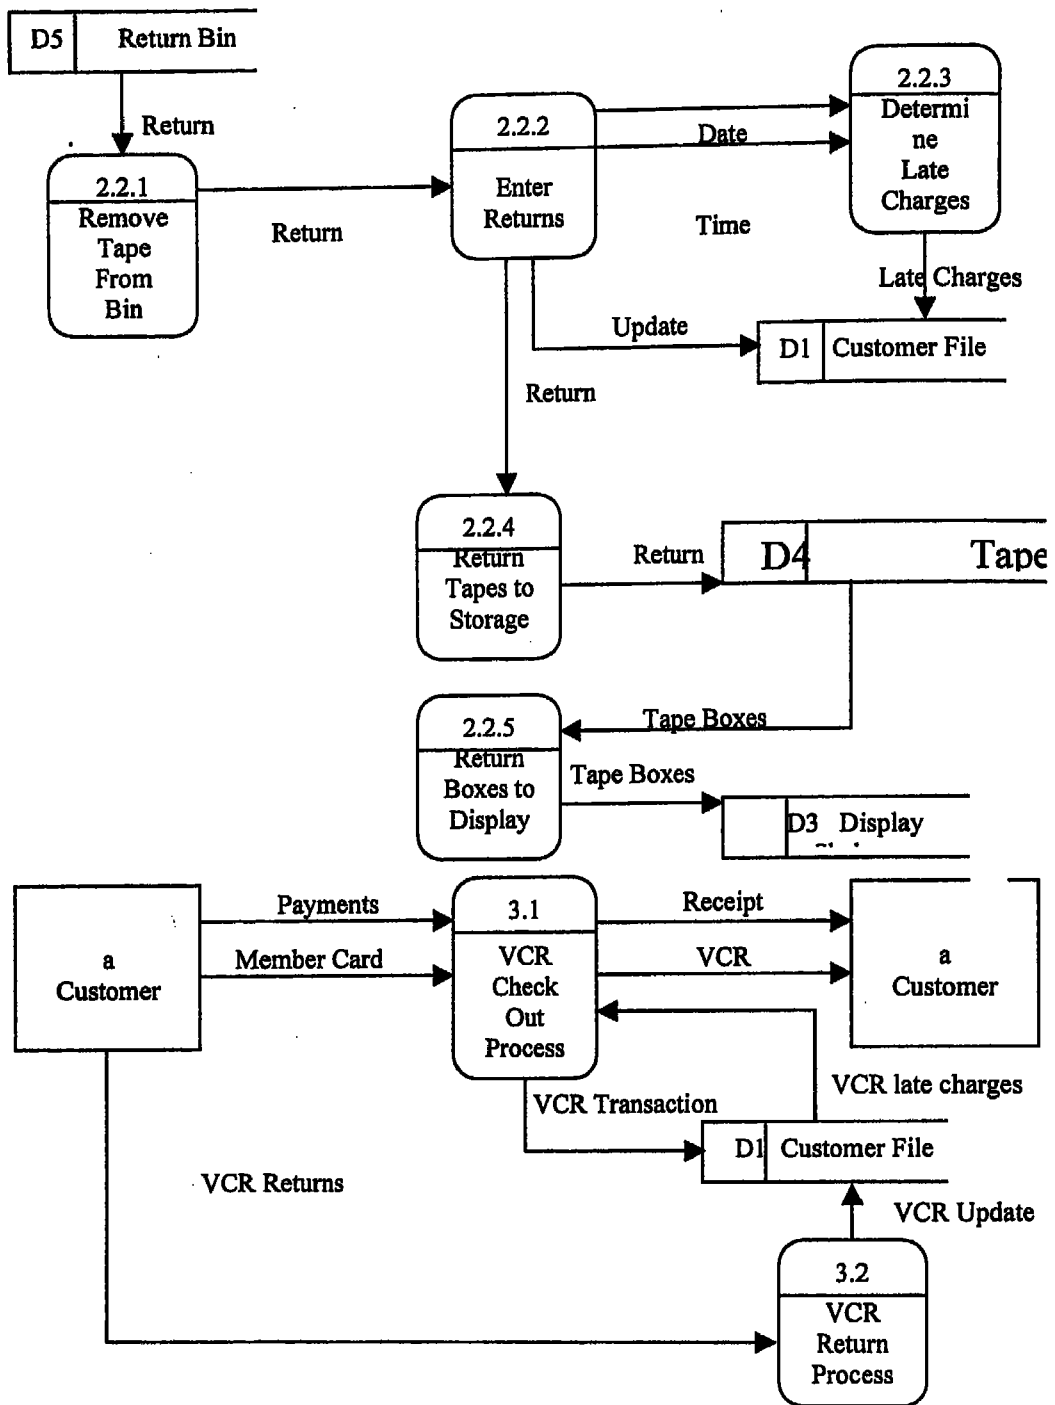 D5 Return Bin
Return
2.2.1
Remove
Tape
From
Bin
Return
2.2.2
Enter
Returns
Date
Time
2.2.3
Determi
ne
Late
Charges
Late Charges
Update
D1 Customer File
Return
2.2.4
Return
Tapes to
Storage
Return
D4 Tape
Tape Boxes
2.2.5
Return
Boxes to
Display
Tape Boxes
D3 Display
a
Customer
Payments
Member Card
3.1
VCR
Check
Out
Process
Receipt
VCR
a
Customer
VCR late charges
VCR Transaction
D1 Customer File
VCR Returns
VCR Update
3.2
VCR
Return
Process